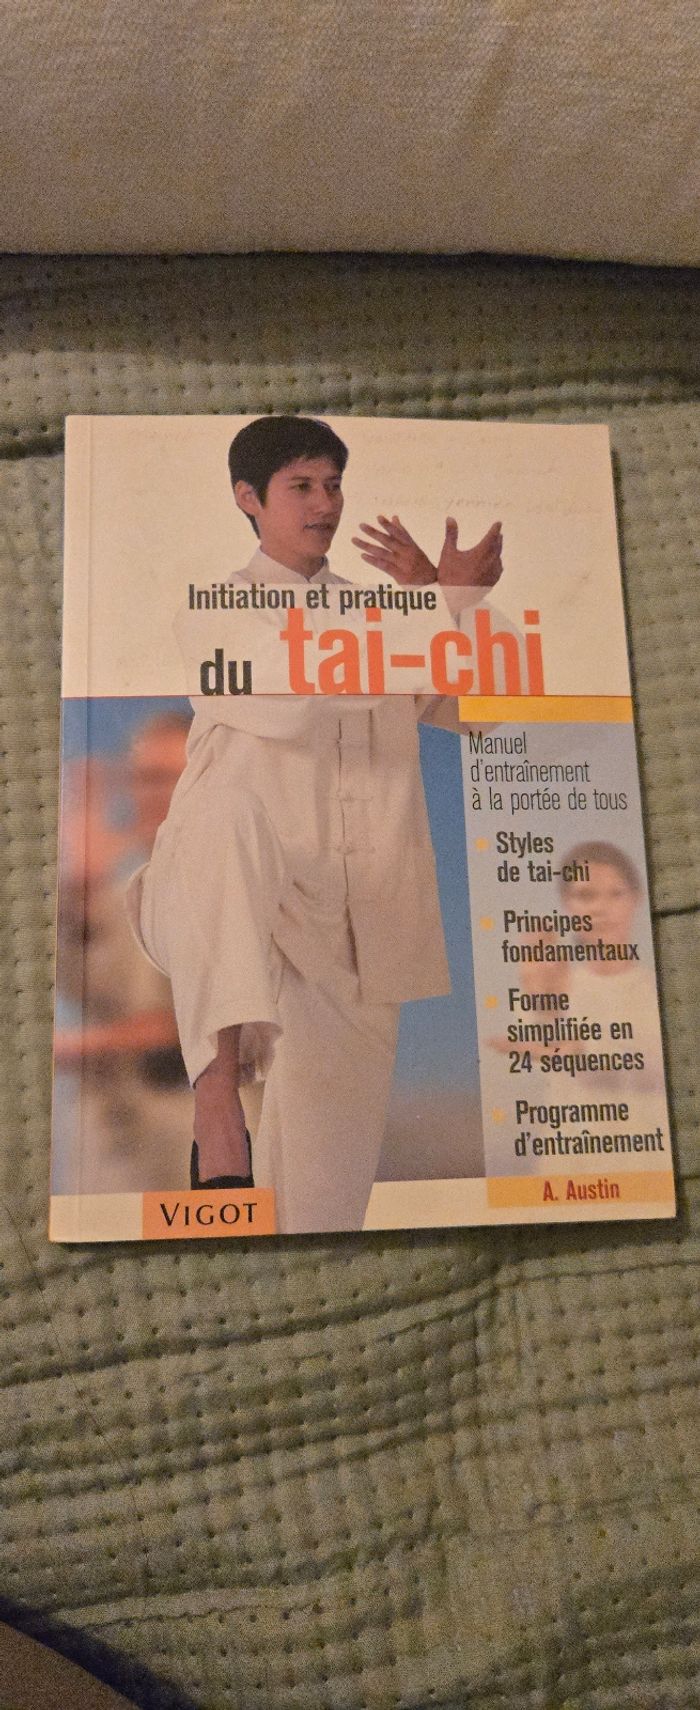 Initiation et pratique
du tai-chi
Manuel
d'entraînement
à la portée de tous
Styles
de tai-chi
Principes
fondamentaux
Forme
simplifiée en
24 séquences
Programme
d'entraînement
A. Austin
VIGOT